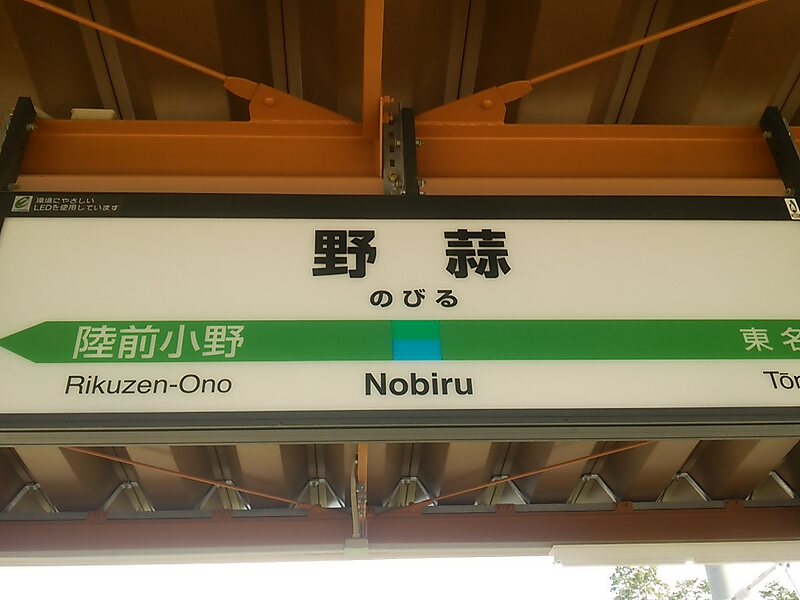 環境にやさしい
LEDを使用しています
野 蒜
のびる
陸前小野
東名
Rikuzen-Ono
Nobiru